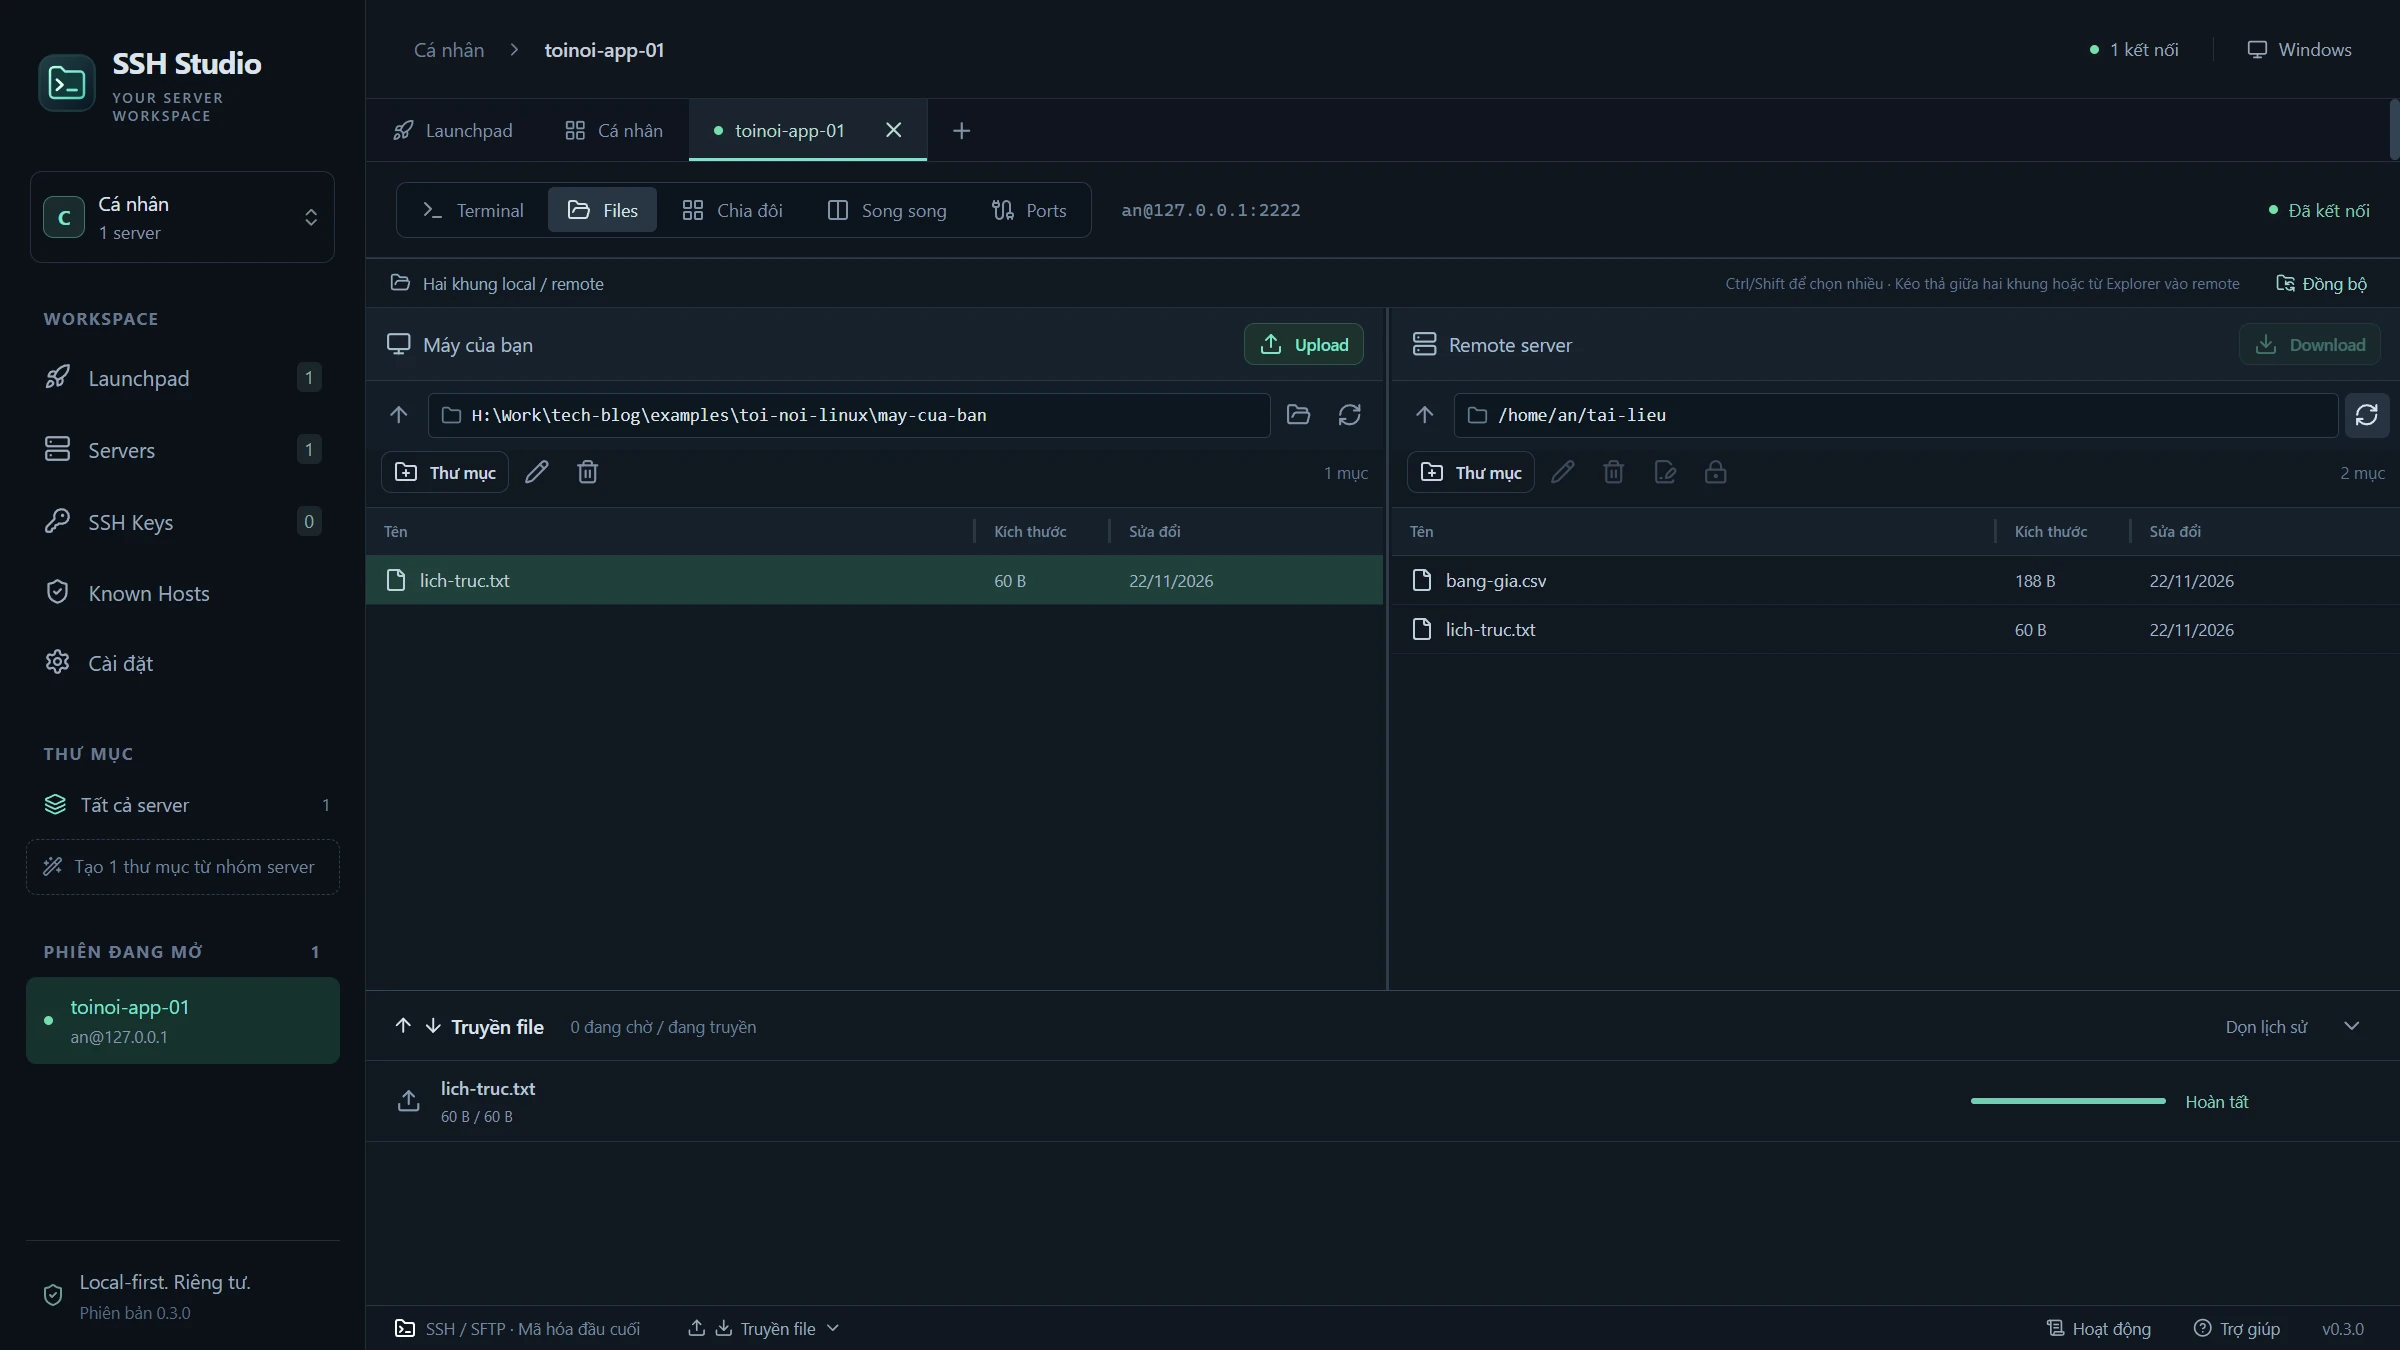 SSH Studio
YOUR SERVER
WORKSPACE
C
Cá nhân
1 server
WORKSPACE
Launchpad 1
Servers 1
SSH Keys 0
Known Hosts
Cài đặt
THƯ MỤC
Tất cả server 1
Tạo 1 thư mục từ nhóm server
PHIÊN ĐANG MỞ 1
toinoi-app-01
an@127.0.0.1
Local-first. Riêng tư.
Phiên bản 0.3.0
Cá nhân > toinoi-app-01
1 kết nối
Windows
Launchpad
Cá nhân
toinoi-app-01
Terminal
Files
Chia đôi
Song song
Ports
an@127.0.0.1:2222
Đã kết nối
Hai khung local / remote
Ctrl/Shift để chọn nhiều · Kéo thả giữa hai khung hoặc từ Explorer vào remote
Đồng bộ
Máy của bạn
Upload
H:\Work\tech-blog\examples\toi-noi-linux\may-cua-ban
Thư mục
1 mục
Tên Kích thước Sửa đổi
lich-truc.txt 60 B 22/11/2026
Remote server
Download
/home/an/tai-lieu
Thư mục
2 mục
Tên Kích thước Sửa đổi
bang-gia.csv 188 B 22/11/2026
lich-truc.txt 60 B 22/11/2026
Truyền file 0 đang chờ / đang truyền
Dọn lịch sử
lich-truc.txt
60 B / 60 B
Hoàn tất
SSH / SFTP · Mã hóa đầu cuối
Truyền file
Hoạt động
Trợ giúp
v0.3.0